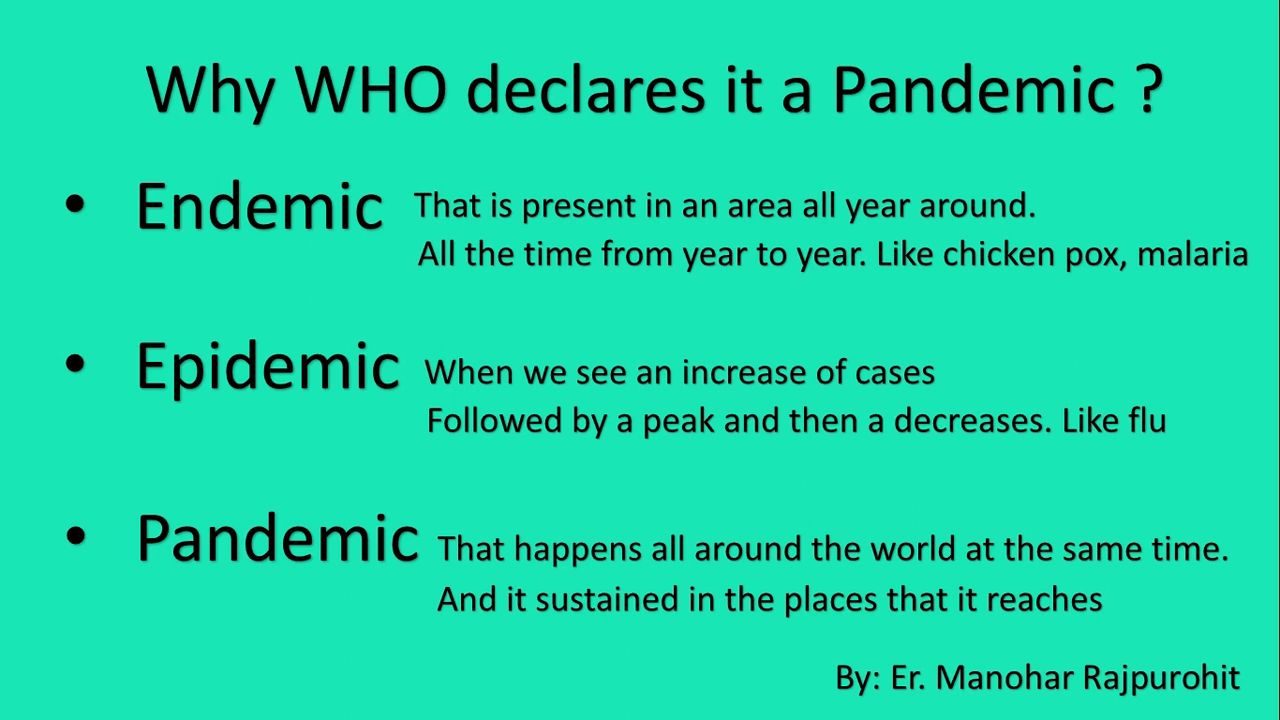 Why WHO declares it a Pandemic ?
• Endemic That is present in an area all year around.
All the time from year to year. Like chicken pox, malaria
• Epidemic When we see an increase of cases
Followed by a peak and then a decreases. Like flu
• Pandemic That happens all around the world at the same time.
And it sustained in the places that it reaches
By: Er. Manohar Rajpurohit